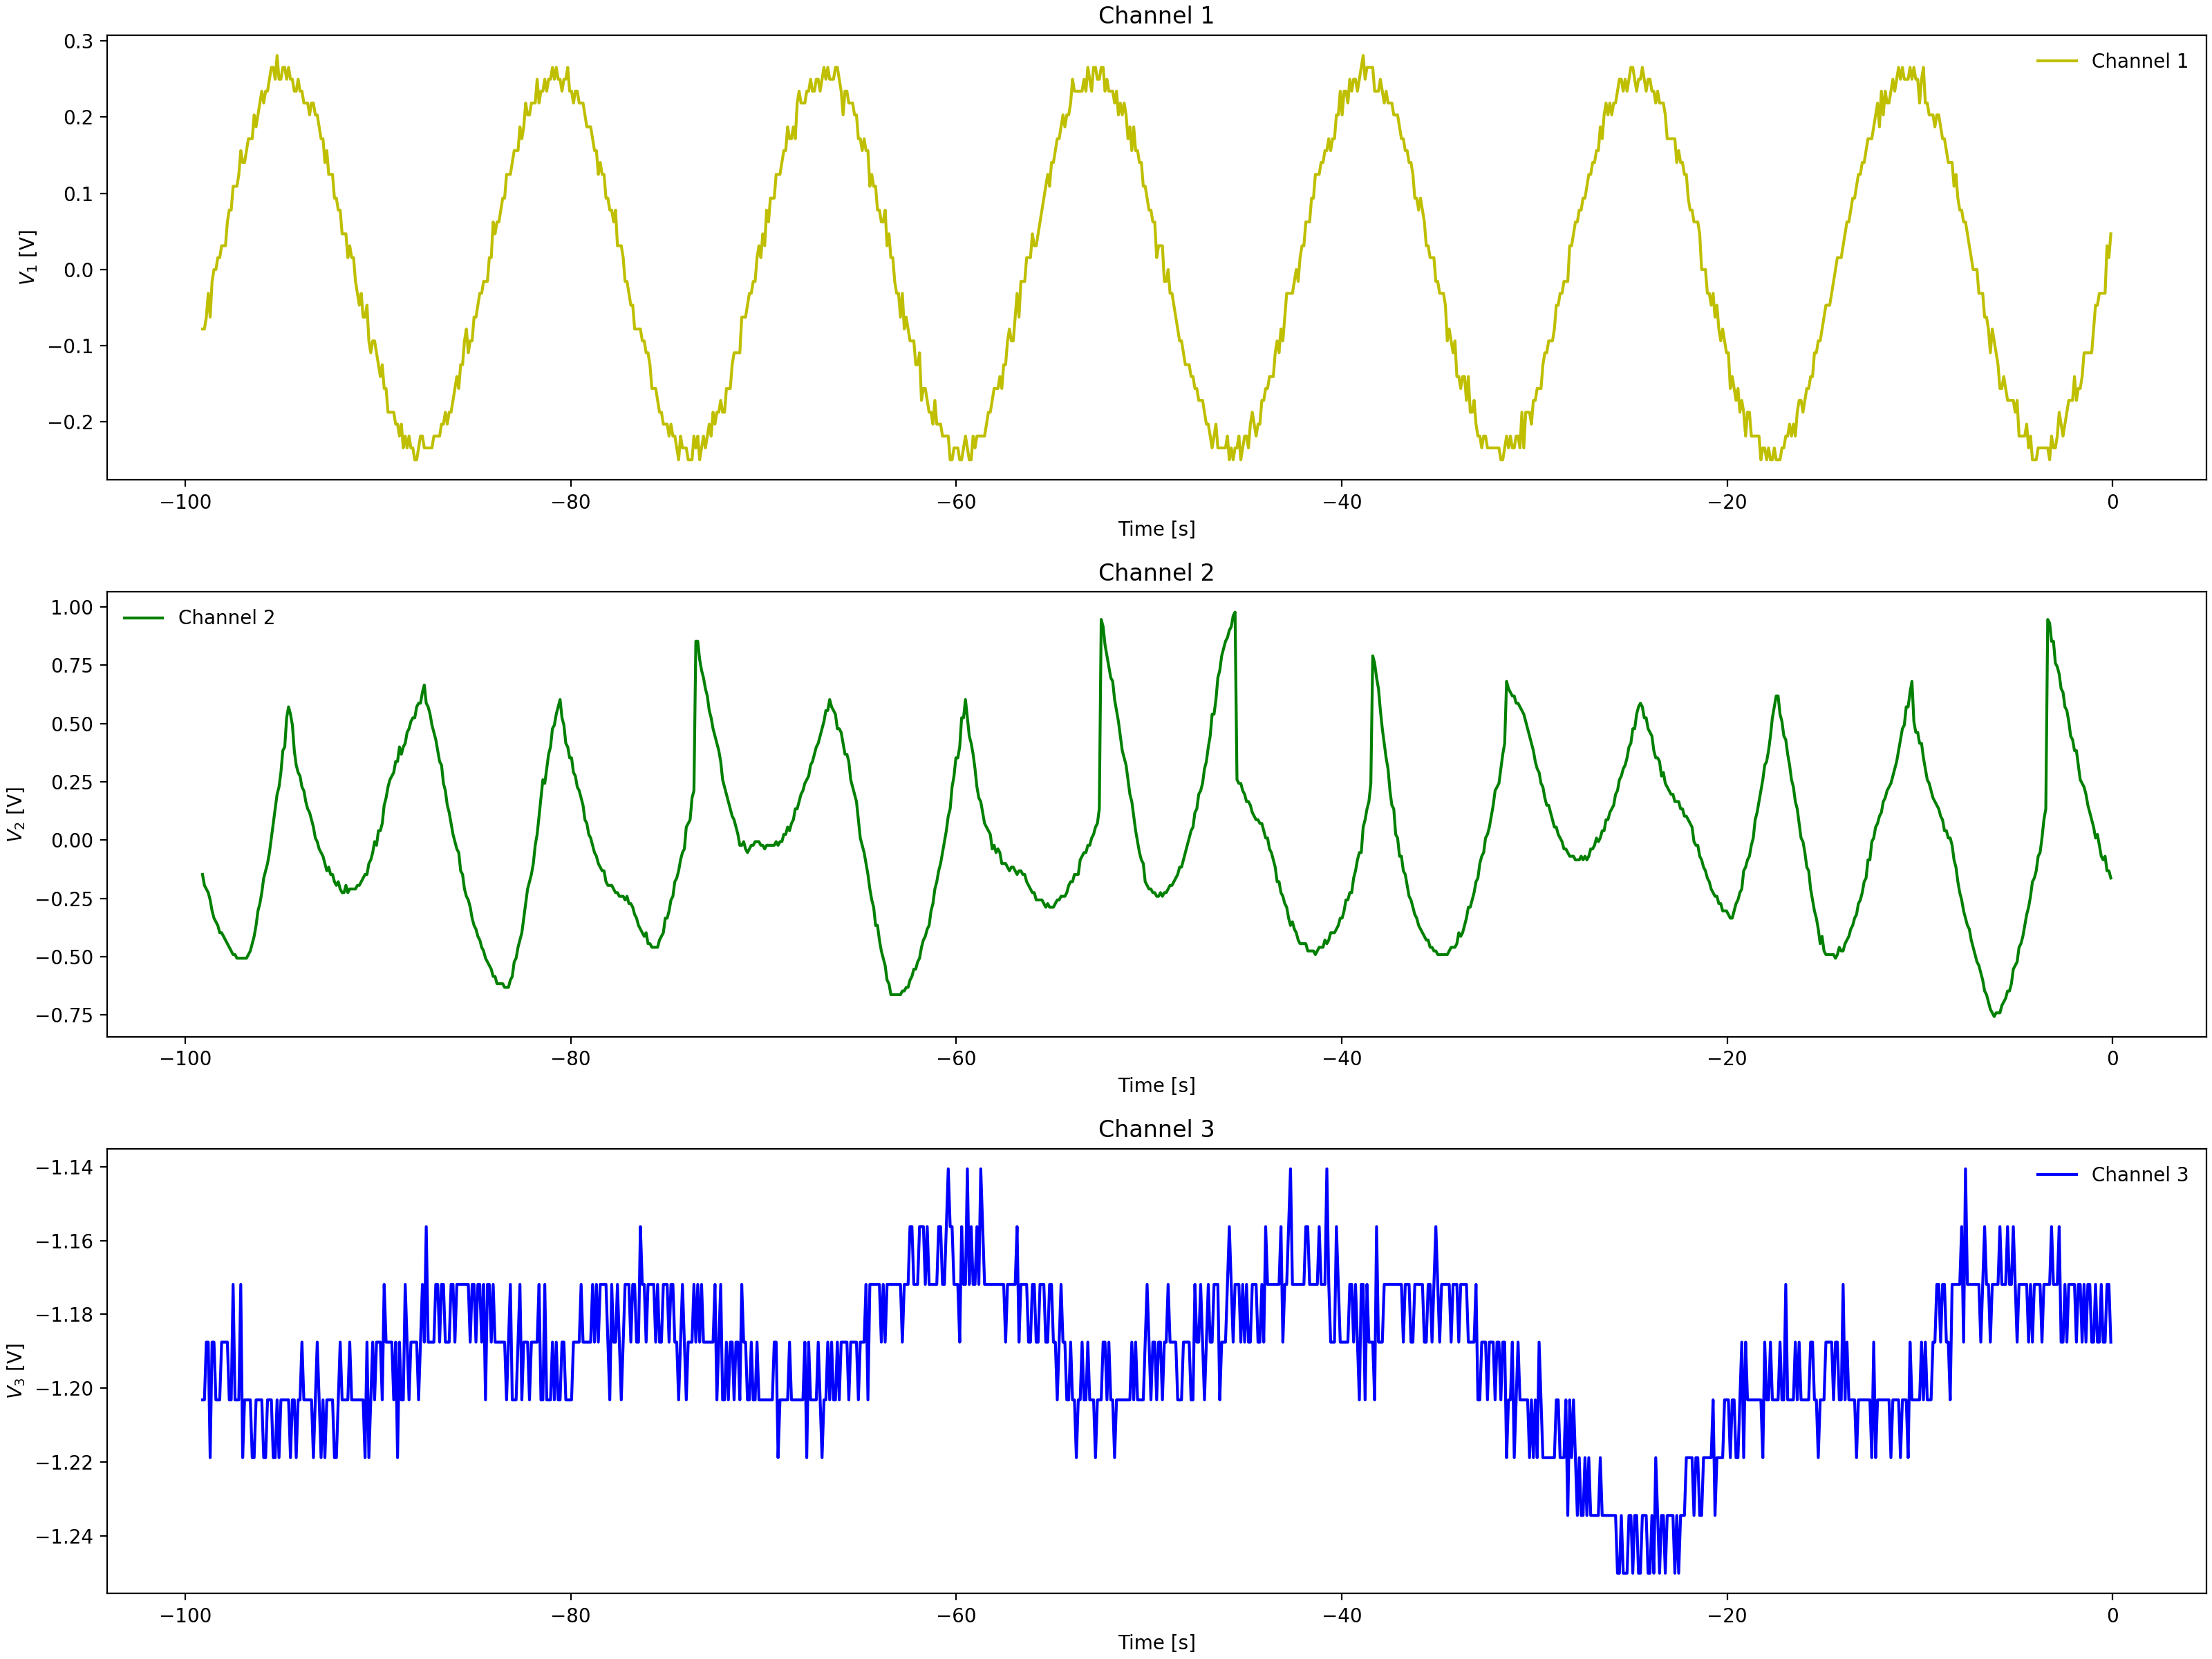 Channel 1
0.3
0.2
0.1
0.0
−0.1
−0.2
V₁ [V]
Channel 1
−100 −80 −60 −40 −20 0
Time [s]
Channel 2
1.00
0.75
0.50
0.25
0.00
−0.25
−0.50
−0.75
V₂ [V]
Channel 2
−100 −80 −60 −40 −20 0
Time [s]
Channel 3
−1.14
−1.16
−1.18
−1.20
−1.22
−1.24
V₃ [V]
Channel 3
−100 −80 −60 −40 −20 0
Time [s]